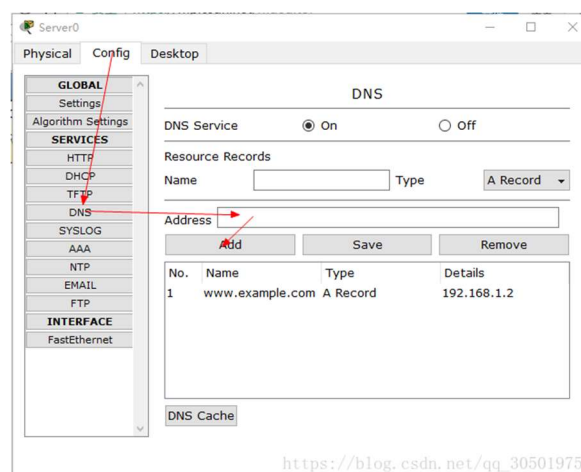 Server0
Physical Config Desktop
GLOBAL
Settings
Algorithm Settings
SERVICES
HTTP
DHCP
TFTP
DNS
SYSLOG
AAA
NTP
EMAIL
FTP
INTERFACE
FastEthernet
DNS
DNS Service On Off
Resource Records
Name Type A Record
Address
Add Save Remove
No. Name Type Details
1 www.example.com A Record 192.168.1.2
DNS Cache
https://blog.csdn.net/qq_30501975